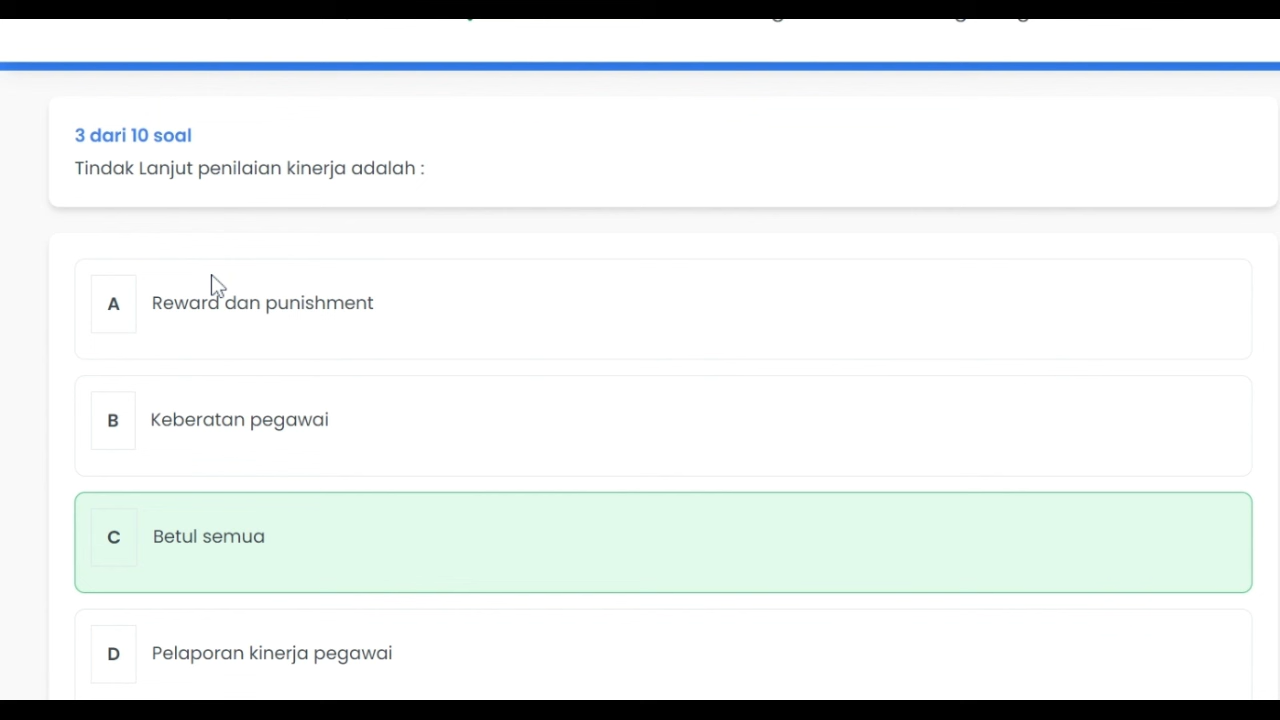 3 dari 10 soal
Tindak Lanjut penilaian kinerja adalah :
A Reward dan punishment
B Keberatan pegawai
C Betul semua
D Pelaporan kinerja pegawai